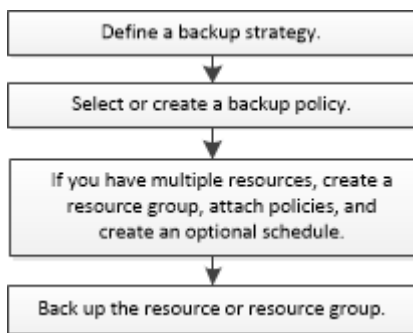 Define a backup strategy.
Select or create a backup policy.
If you have multiple resources, create a
resource group, attach policies, and
create an optional schedule.
Back up the resource or resource group.